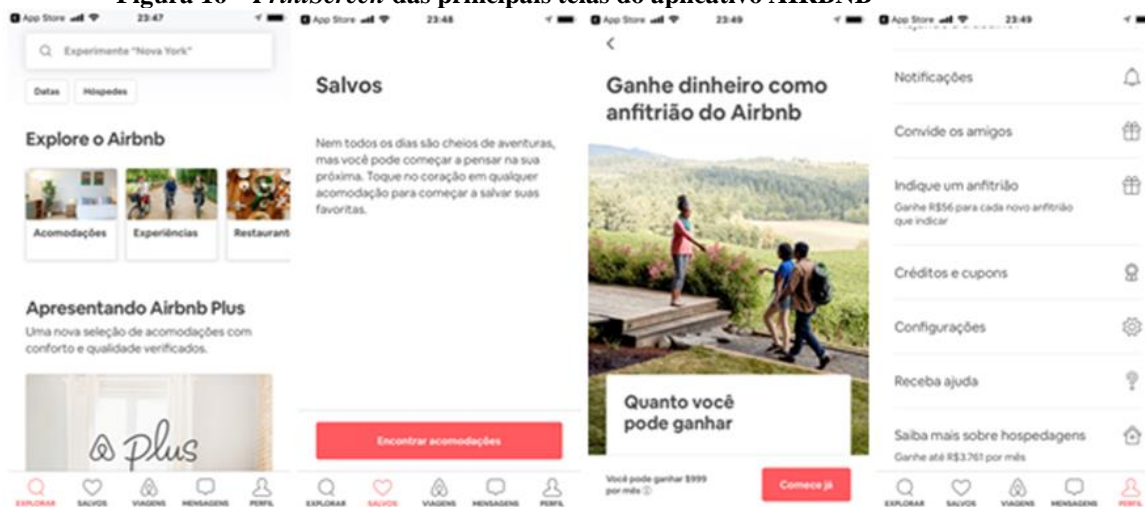 Figura 16 - PrintScreen das principais telas do aplicativo AIRBNB
App Store 23:47
Experimente "Nova York"
Datas Hóspedes
Explore o Airbnb
Acomodações Experiências Restaurant
Apresentando Airbnb Plus
Uma nova seleção de acomodações com
conforto e qualidade verificados.
plus
EXPLORAR SALVOS VIAGENS MENSAGENS PERFIL
App Store 23:48
Salvos
Nem todos os dias são cheios de aventuras,
mas você pode começar a pensar na sua
próxima. Toque no coração em qualquer
acomodação para começar a salvar suas
favoritas.
Encontrar acomodações
EXPLORAR SALVOS VIAGENS MENSAGENS PERFIL
App Store 23:49
Ganhe dinheiro como
anfitrião do Airbnb
Quanto você
pode ganhar
Você pode ganhar $999
por mês
Comece já
App Store 23:49
Notificações
Convide os amigos
Indique um anfitrião
Ganhe R$56 para cada novo anfitrião
que indicar
Créditos e cupons
Configurações
Receba ajuda
Saiba mais sobre hospedagens
Ganhe até R$3.761 por mês
EXPLORAR SALVOS VIAGENS MENSAGENS PERFIL